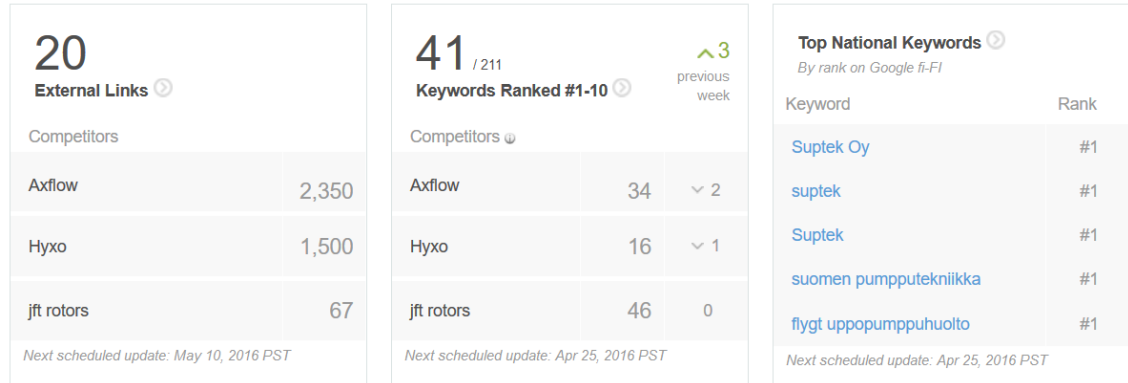 20
External Links
Competitors
Axflow 2,350
Hyxo 1,500
jft rotors 67
Next scheduled update: May 10, 2016 PST
41 / 211
3
previous week
Keywords Ranked #1-10
Competitors
Axflow 34 2
Hyxo 16 1
jft rotors 46 0
Next scheduled update: Apr 25, 2016 PST
Top National Keywords
By rank on Google fi-FI
Keyword Rank
Suptek Oy #1
suptek #1
Suptek #1
suomen pumpputekniikka #1
flygt uppopumppuhuolto #1
Next scheduled update: Apr 25, 2016 PST